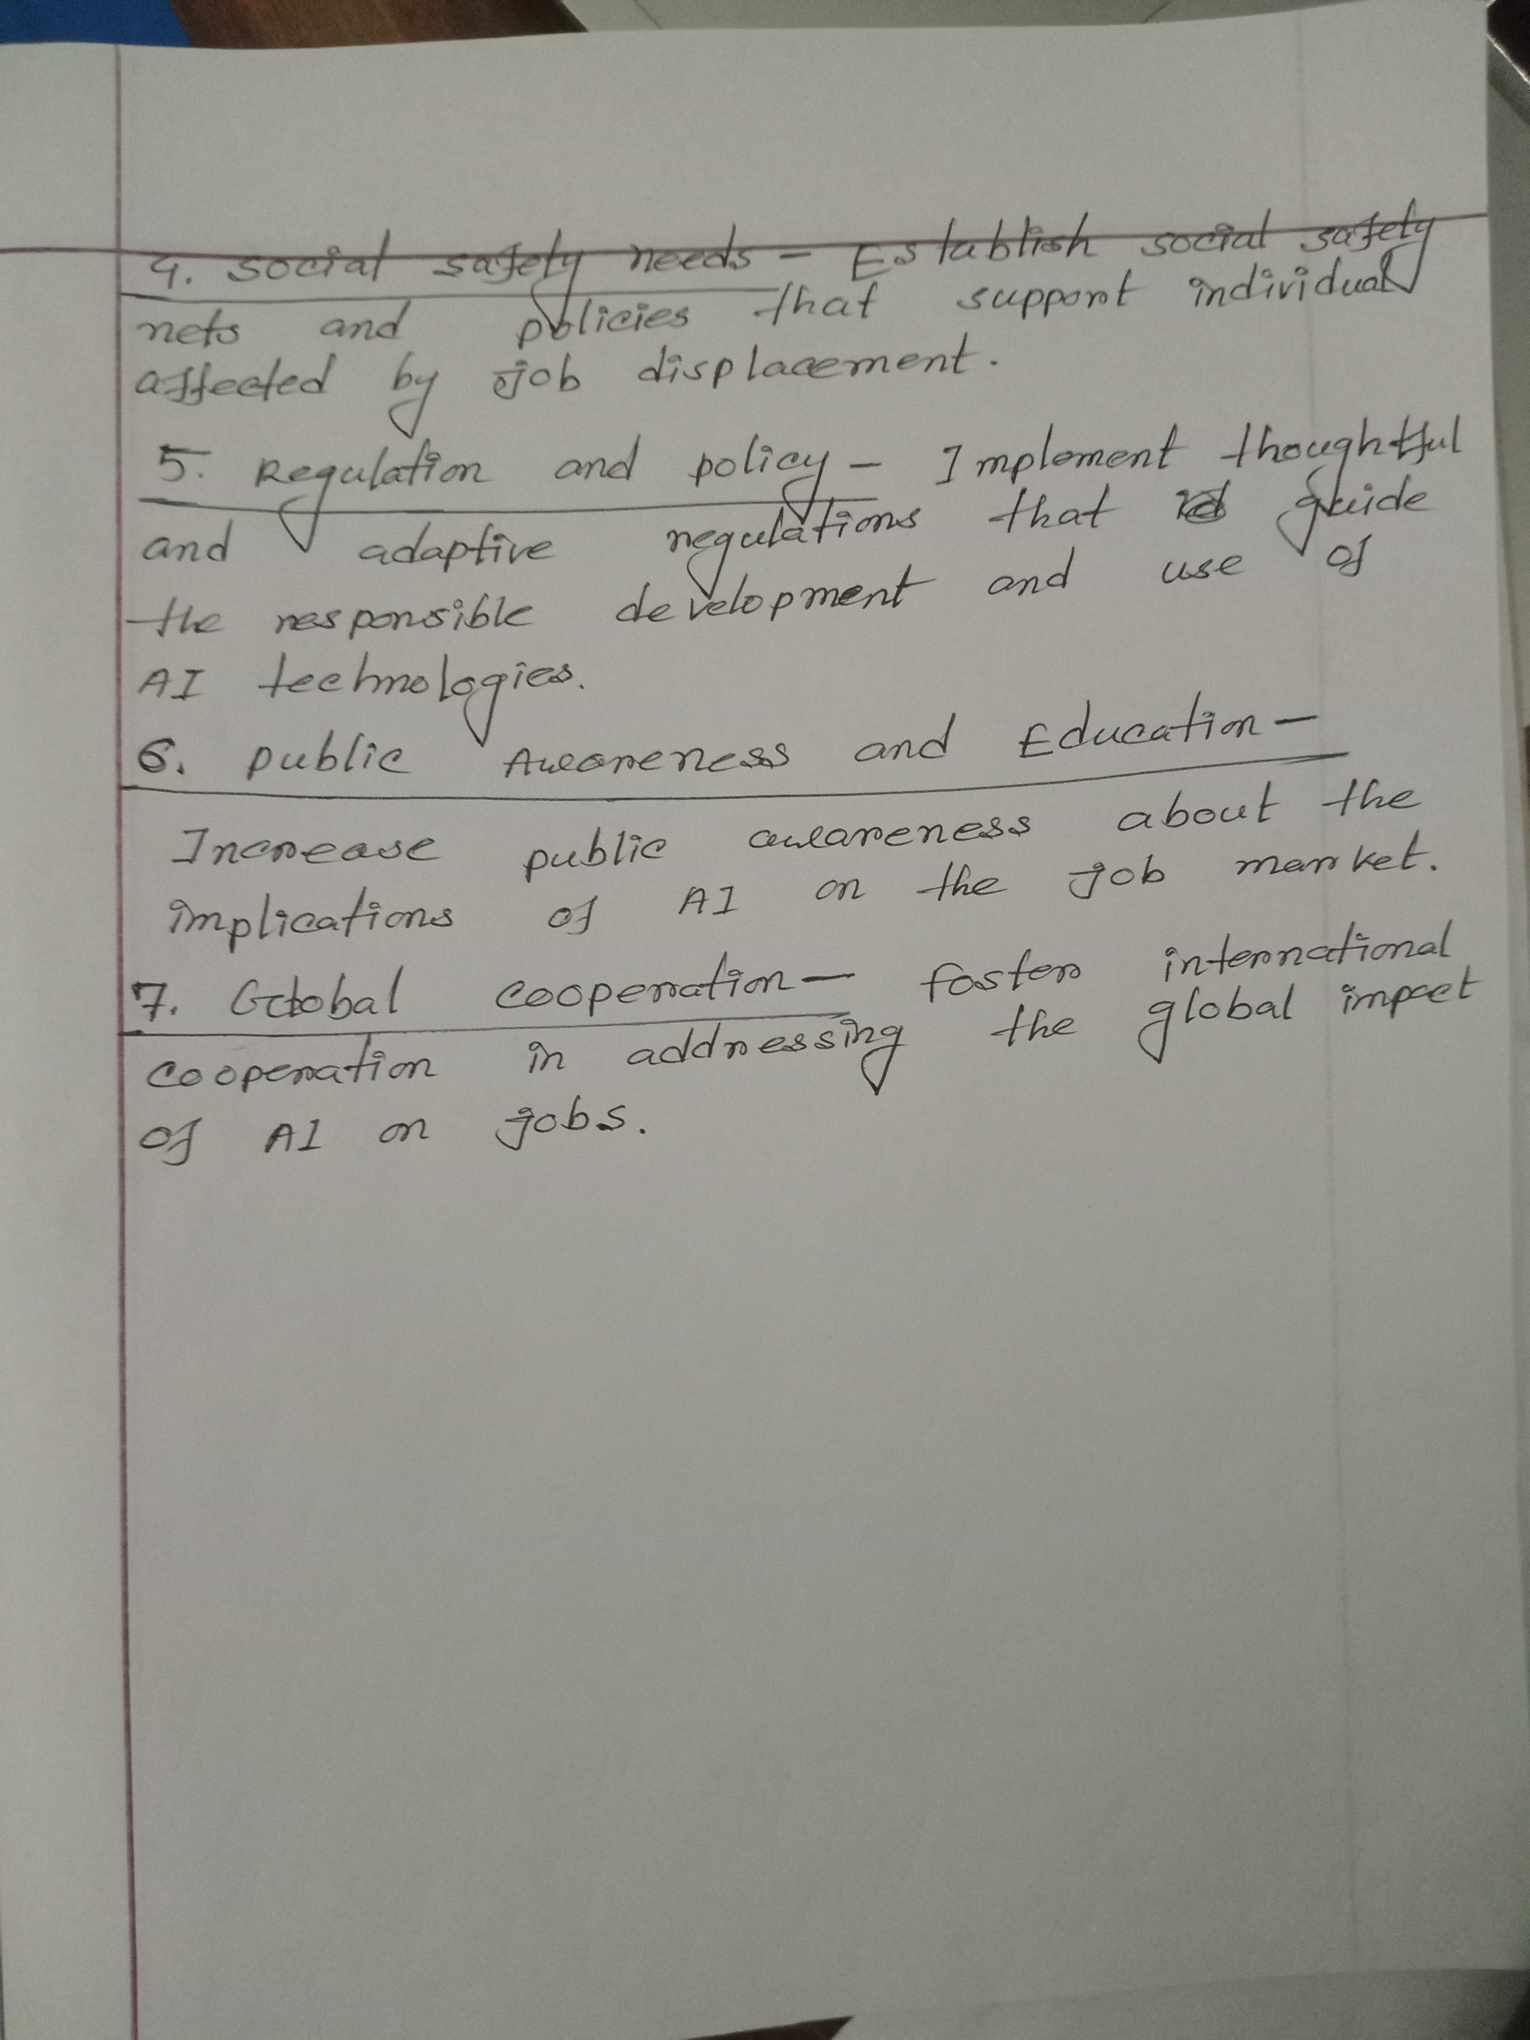 4. social safety needs - Establish social safety
nets and policies that support individual
affected by job displacement.
5. Regulation and policy - Implement thoughtful
and adaptive regulations that guide
the responsible development and use of
AI technologies.
6. public Awareness and Education -
Increase public awareness about the
implications of AI on the job market.
7. Global cooperation - foster international
cooperation in addressing the global impact
of AI on jobs.